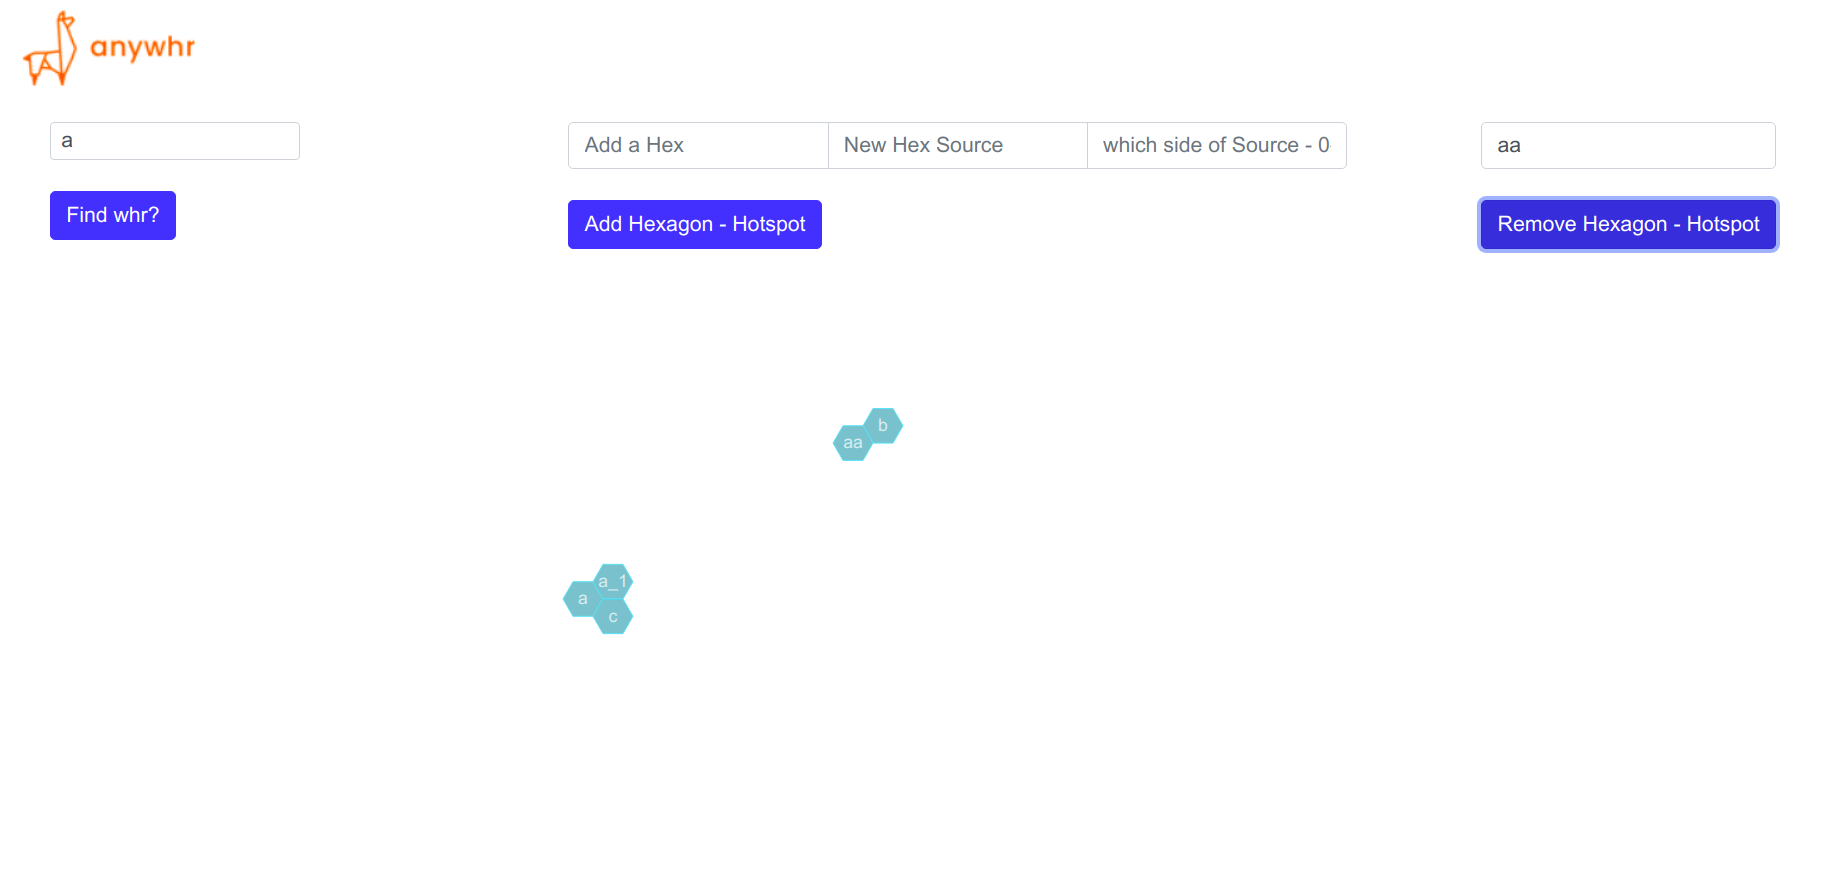 anywhr
a
Add a Hex
New Hex Source
which side of Source - 0
aa
Find whr?
Add Hexagon - Hotspot
Remove Hexagon - Hotspot
b
aa
a_1
a
c